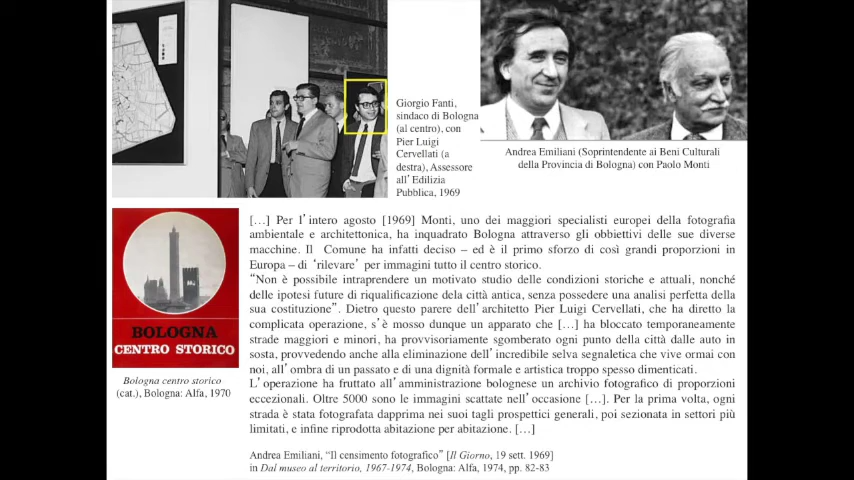 Giorgio Fanti,
sindaco di Bologna
(al centro), con
Pier Luigi
Cervellati (a
destra), Assessore
all’Edilizia
Pubblica, 1969
Andrea Emiliani (Soprintendente ai Beni Culturali
della Provincia di Bologna) con Paolo Monti
BOLOGNA
CENTRO STORICO
Bologna centro storico
(cat.), Bologna: Alfa, 1970
[…] Per l’intero agosto [1969] Monti, uno dei maggiori specialisti europei della fotografia
ambientale e architettonica, ha inquadrato Bologna attraverso gli obbiettivi delle sue diverse
macchine. Il Comune ha infatti deciso – ed è il primo sforzo di così grandi proporzioni in
Europa – di ‘rilevare’ per immagini tutto il centro storico.
“Non è possibile intraprendere un motivato studio delle condizioni storiche e attuali, nonché
delle ipotesi future di riqualificazione dela città antica, senza possedere una analisi perfetta della
sua costituzione”. Dietro questo parere dell’architetto Pier Luigi Cervellati, che ha diretto la
complicata operazione, s’è mosso dunque un apparato che […] ha bloccato temporaneamente
strade maggiori e minori, ha provvisoriamente sgomberato ogni punto della città dalle auto in
sosta, provvedendo anche alla eliminazione dell’incredibile selva segnaletica che vive ormai con
noi, all’ombra di un passato e di una dignità formale e artistica troppo spesso dimenticati.
L’operazione ha fruttato all’amministrazione bolognese un archivio fotografico di proporzioni
eccezionali. Oltre 5000 sono le immagini scattate nell’occasione […]. Per la prima volta, ogni
strada è stata fotografata dapprima nei suoi tagli prospettici generali, poi sezionata in settori più
limitati, e infine riprodotta abitazione per abitazione. […]
Andrea Emiliani, “Il censimento fotografico” [Il Giorno, 19 sett. 1969]
in Dal museo al territorio, 1967-1974, Bologna: Alfa, 1974, pp. 82-83